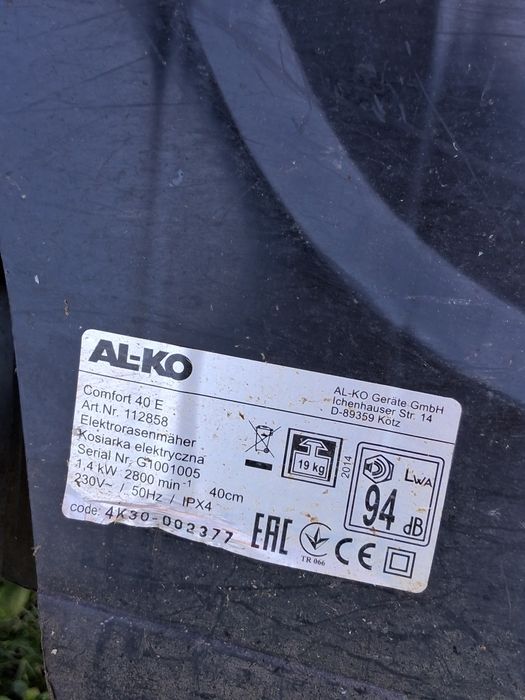 AL-KO
AL-KO Geräte GmbH
Ichenhauser Str. 14
D-89359 Kötz
Comfort 40 E
Art.Nr. 112858
Elektrorasenmäher
Kosiarka elektryczna
Serial Nr. G1001005
1,4 kW 2800 min⁻¹ 40cm
230V~ / 50Hz / IPX4
code: 4K30-002377
19 kg
2014
LWA
94 dB
EAC
TR 066
CE